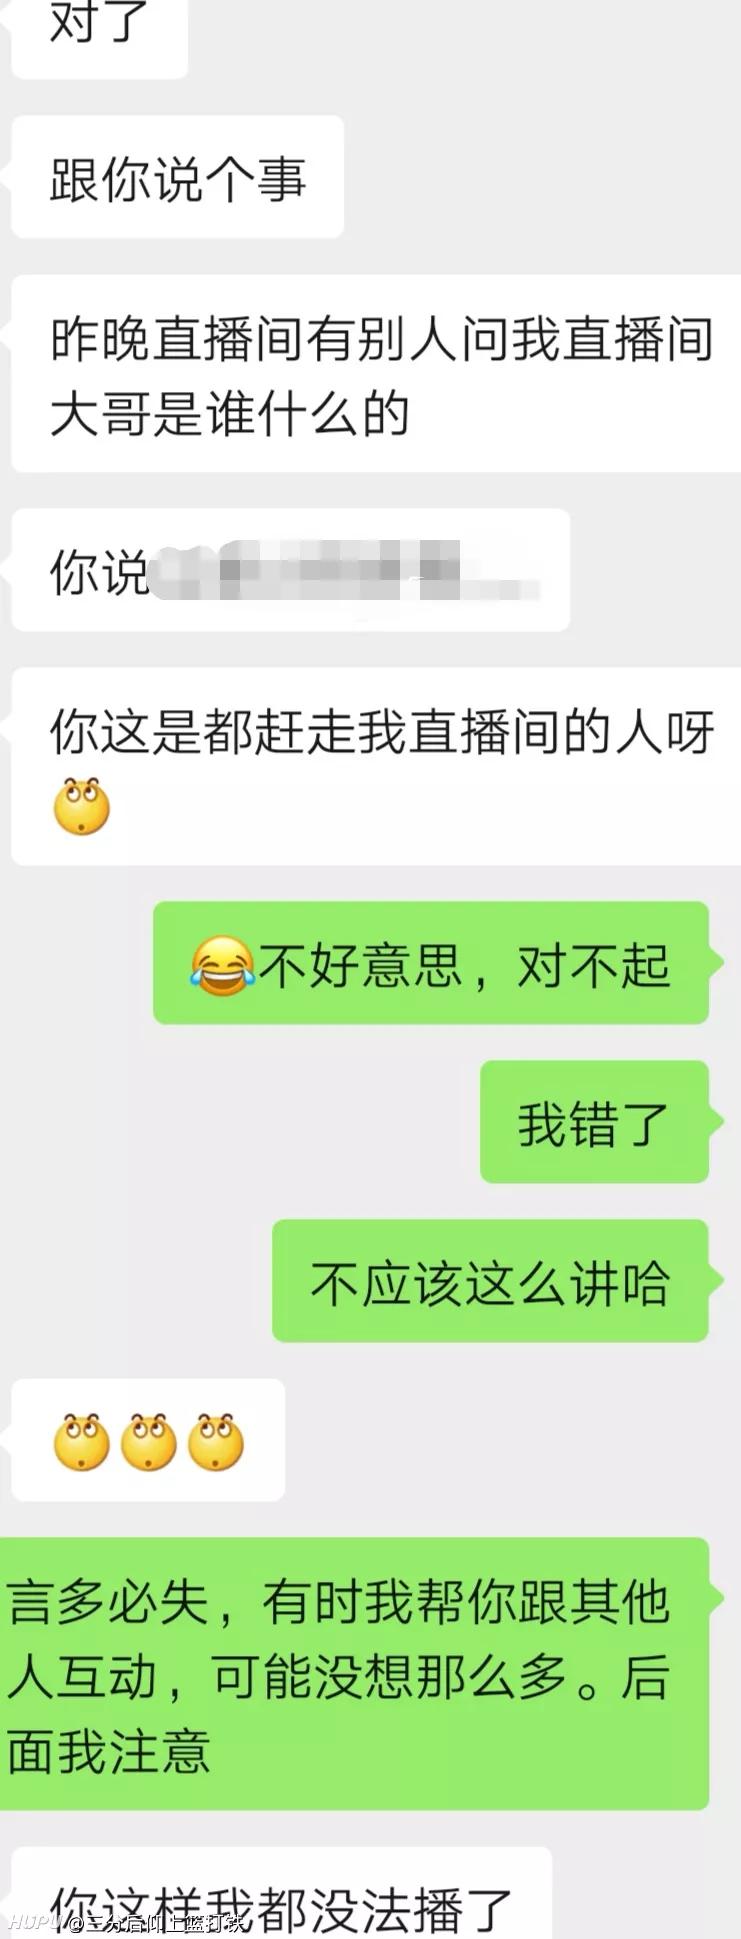 对了
跟你说个事
昨晚直播间有别人问我直播间
大哥是谁什么的
你说
你这是都赶走我直播间的人呀
不好意思，对不起
我错了
不应该这么讲哈
言多必失，有时我帮你跟其他
人互动，可能没想那么多。后
面我注意
你这样我都没法播了
HUPU@三分后仰上篮打铁